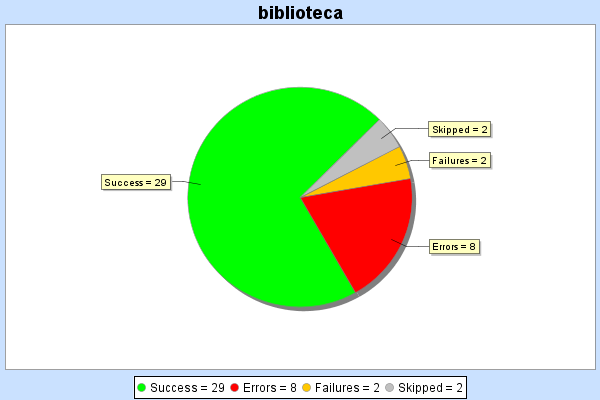 biblioteca
Skipped = 2
Failures = 2
Success = 29
Errors = 8
Success = 29 Errors = 8 Failures = 2 Skipped = 2